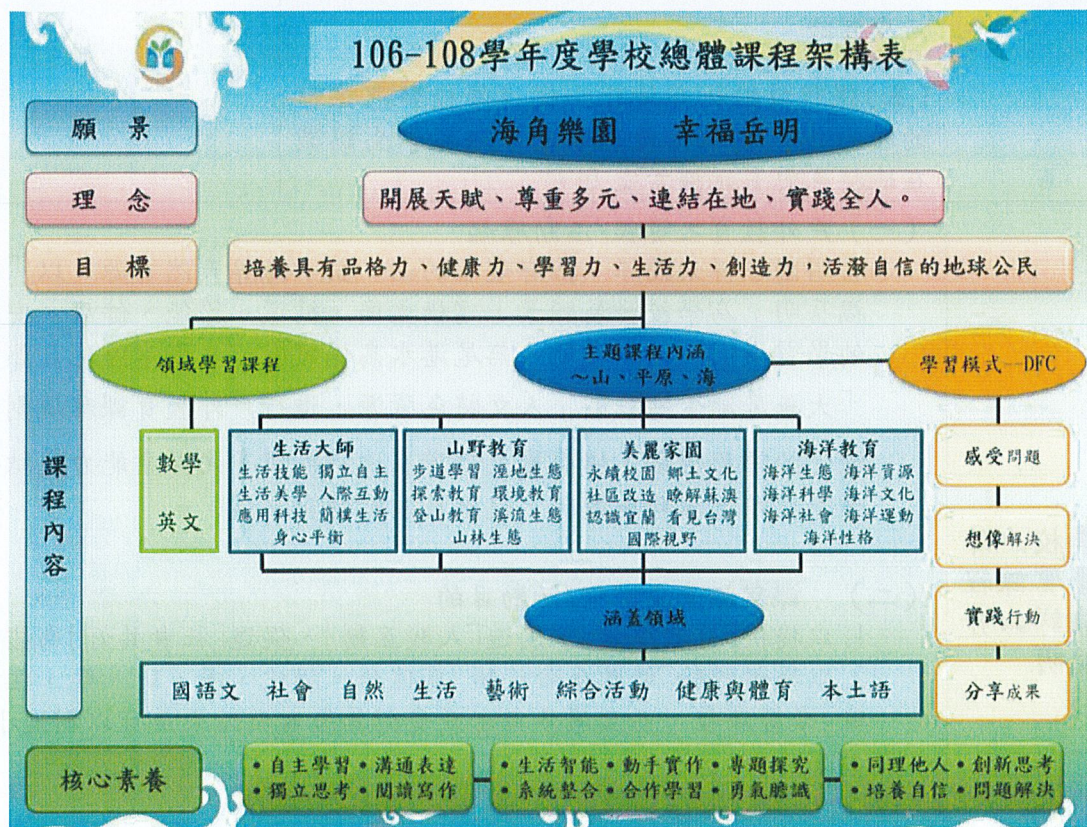 106-108學年度學校總體課程架構表
願景
海角樂園 幸福岳明
理念
開展天賦、尊重多元、連結在地、實踐全人。
目標
培養具有品格力、健康力、學習力、生活力、創造力，活潑自信的地球公民
課程內容
領域學習課程
主題課程內涵
～山、平原、海
學習模式--DFC
數學
英文
生活大師
生活技能 獨立自主
生活美學 人際互動
應用科技 簡樸生活
身心平衡
山野教育
步道學習 溼地生態
探索教育 環境教育
登山教育 溪流生態
山林生態
美麗家園
永續校園 鄉土文化
社區改造 瞭解蘇澳
認識宜蘭 看見台灣
國際視野
海洋教育
海洋生態 海洋資源
海洋科學 海洋文化
海洋社會 海洋運動
海洋性格
感受問題
想像解決
實踐行動
分享成果
涵蓋領域
國語文 社會 自然 生活 藝術 綜合活動 健康與體育 本土語
核心素養
•自主學習•溝通表達
•獨立思考•閱讀寫作
•生活智能•動手實作•專題探究
•系統整合•合作學習•勇氣膽識
•同理他人•創新思考
•培養自信•問題解決